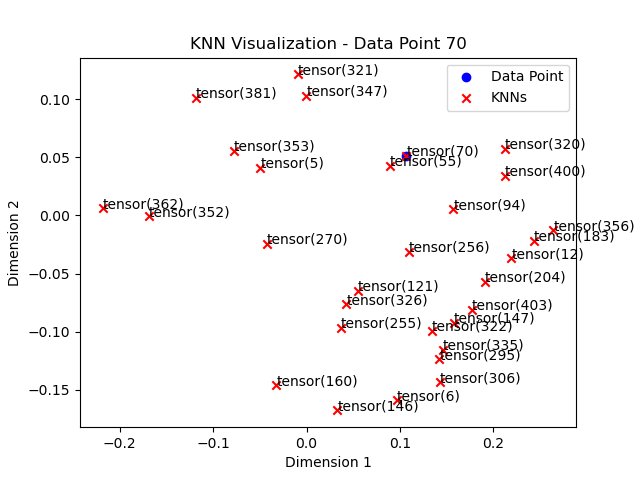 KNN Visualization - Data Point 70
Data Point
KNNs
tensor(321)
tensor(381)
tensor(347)
tensor(353)
tensor(5)
tensor(70)
tensor(55)
tensor(320)
tensor(400)
tensor(362)
tensor(352)
tensor(94)
tensor(270)
tensor(256)
tensor(356)
tensor(183)
tensor(12)
tensor(121)
tensor(326)
tensor(204)
tensor(255)
tensor(403)
tensor(147)
tensor(322)
tensor(335)
tensor(295)
tensor(160)
tensor(306)
tensor(6)
tensor(146)
0.10
0.05
0.00
−0.05
−0.10
−0.15
Dimension 2
−0.2
−0.1
0.0
0.1
0.2
Dimension 1